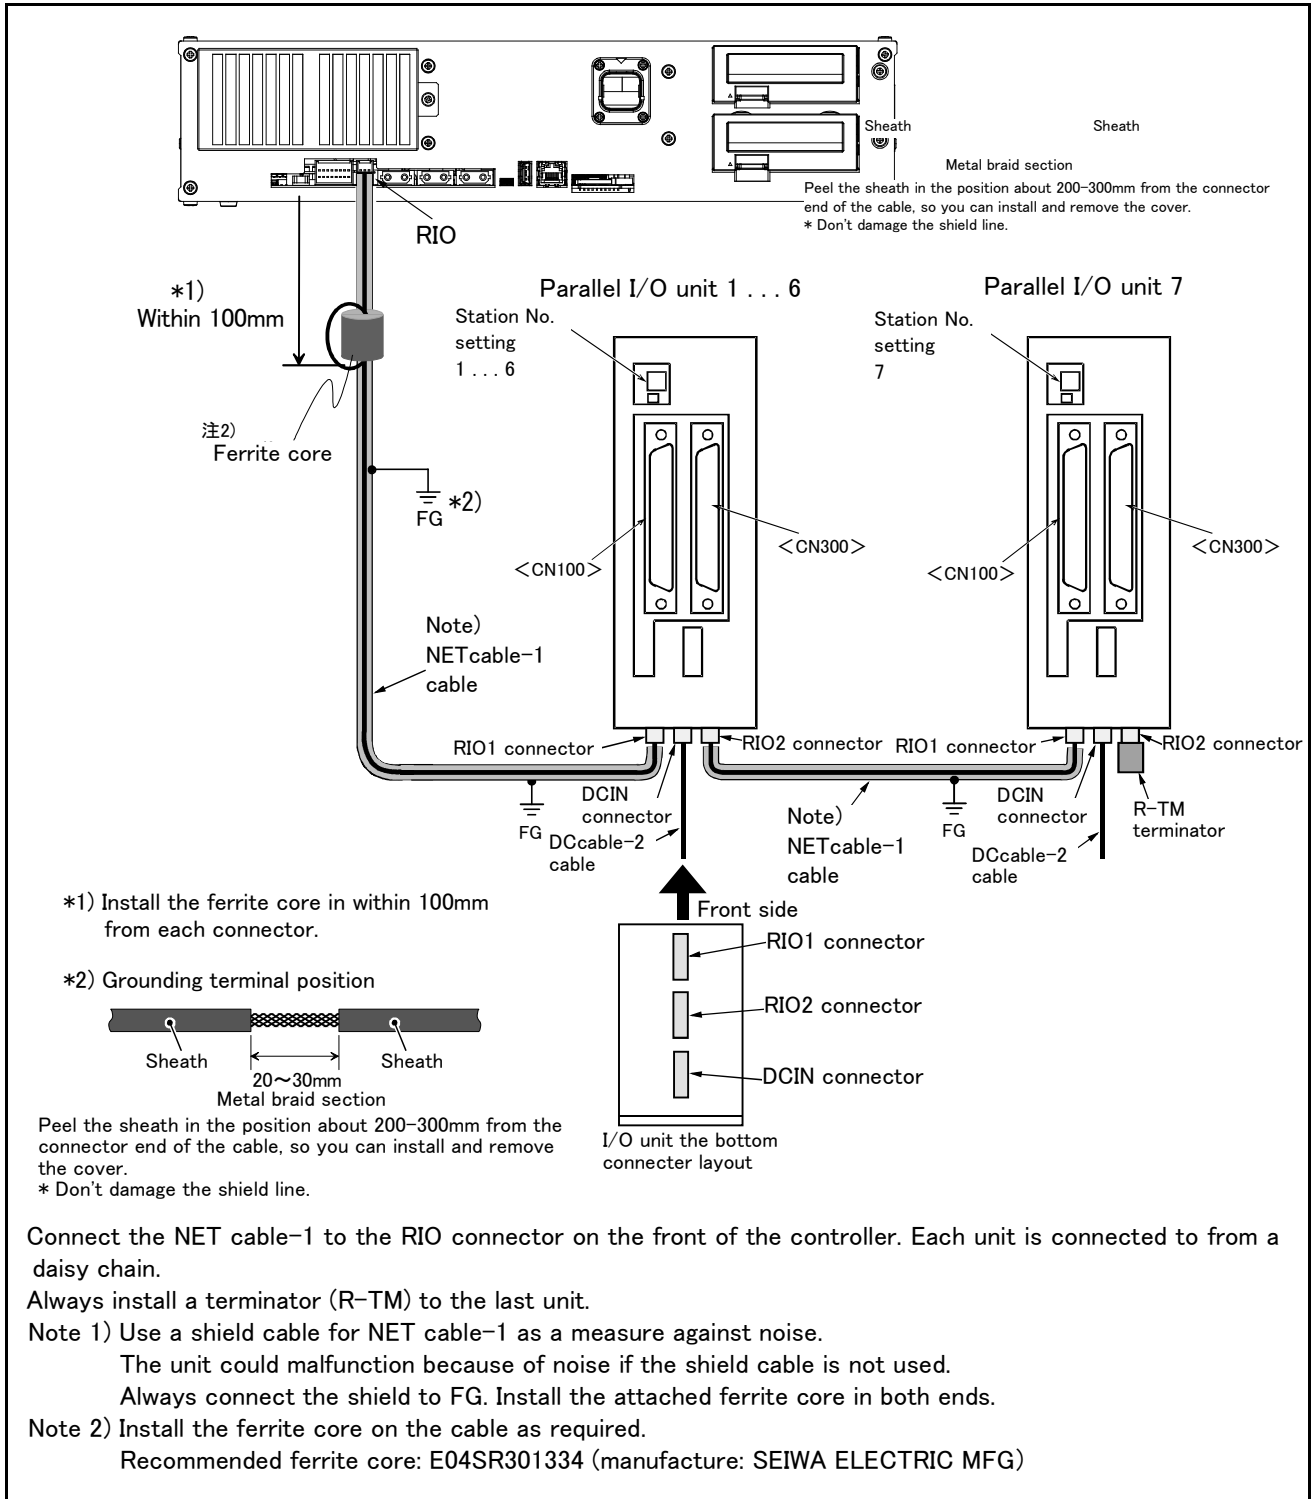 Sheath
Sheath
Metal braid section
Peel the sheath in the position about 200-300mm from the connector
end of the cable, so you can install and remove the cover.
* Don't damage the shield line.
RIO
*1)
Within 100mm
Parallel I/O unit 1 . . . 6
Parallel I/O unit 7
Station No.
setting
1 . . . 6
Station No.
setting
7
注2)
Ferrite core
FG
*2)
<CN100>
<CN300>
<CN100>
<CN300>
Note)
NETcable-1
cable
RIO1 connector
RIO2 connector
RIO1 connector
RIO2 connector
FG
DCIN
connector
DCcable-2
cable
Note)
NETcable-1
cable
FG
DCIN
connector
DCcable-2
cable
R-TM
terminator
*1) Install the ferrite core in within 100mm
from each connector.
*2) Grounding terminal position
Sheath
Sheath
20~30mm
Metal braid section
Peel the sheath in the position about 200-300mm from the
connector end of the cable, so you can install and remove
the cover.
* Don't damage the shield line.
Front side
RIO1 connector
RIO2 connector
DCIN connector
I/O unit the bottom
connecter layout
Connect the NET cable-1 to the RIO connector on the front of the controller. Each unit is connected to from a
daisy chain.
Always install a terminator (R-TM) to the last unit.
Note 1) Use a shield cable for NET cable-1 as a measure against noise.
The unit could malfunction because of noise if the shield cable is not used.
Always connect the shield to FG. Install the attached ferrite core in both ends.
Note 2) Install the ferrite core on the cable as required.
Recommended ferrite core: E04SR301334 (manufacture: SEIWA ELECTRIC MFG)